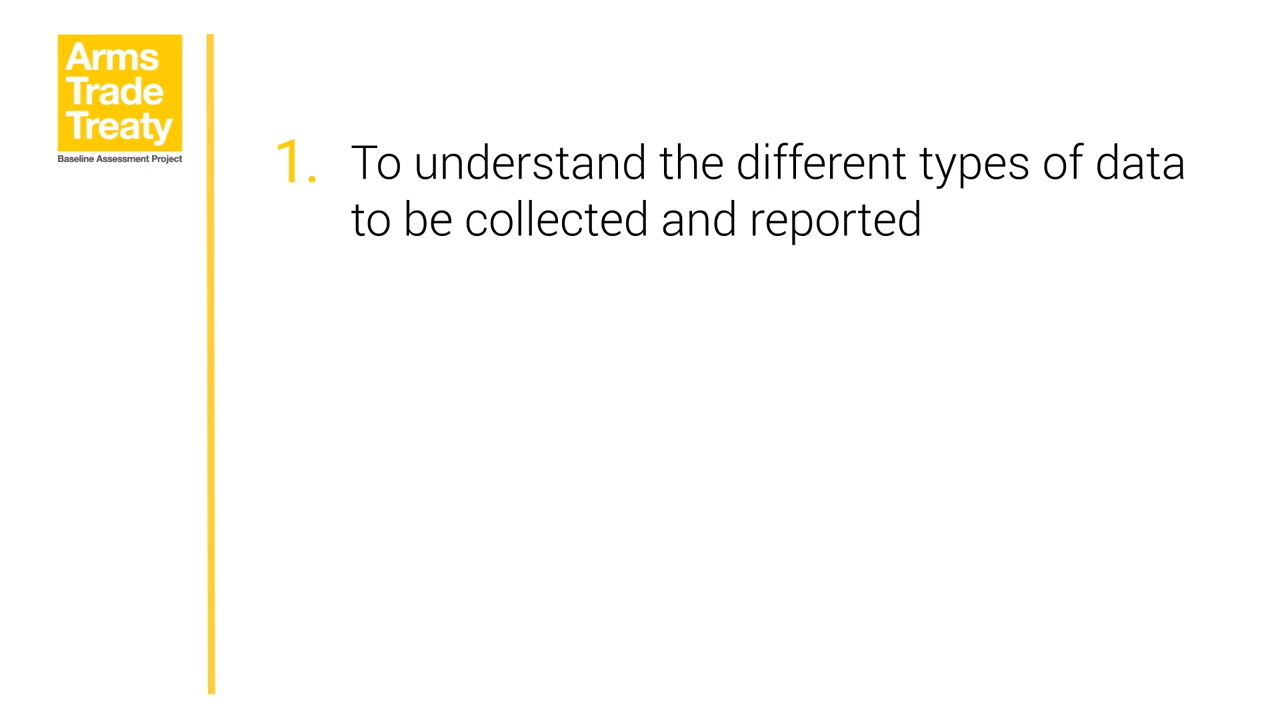 Arms
Trade
Treaty
Baseline Assessment Project
1. To understand the different types of data
to be collected and reported